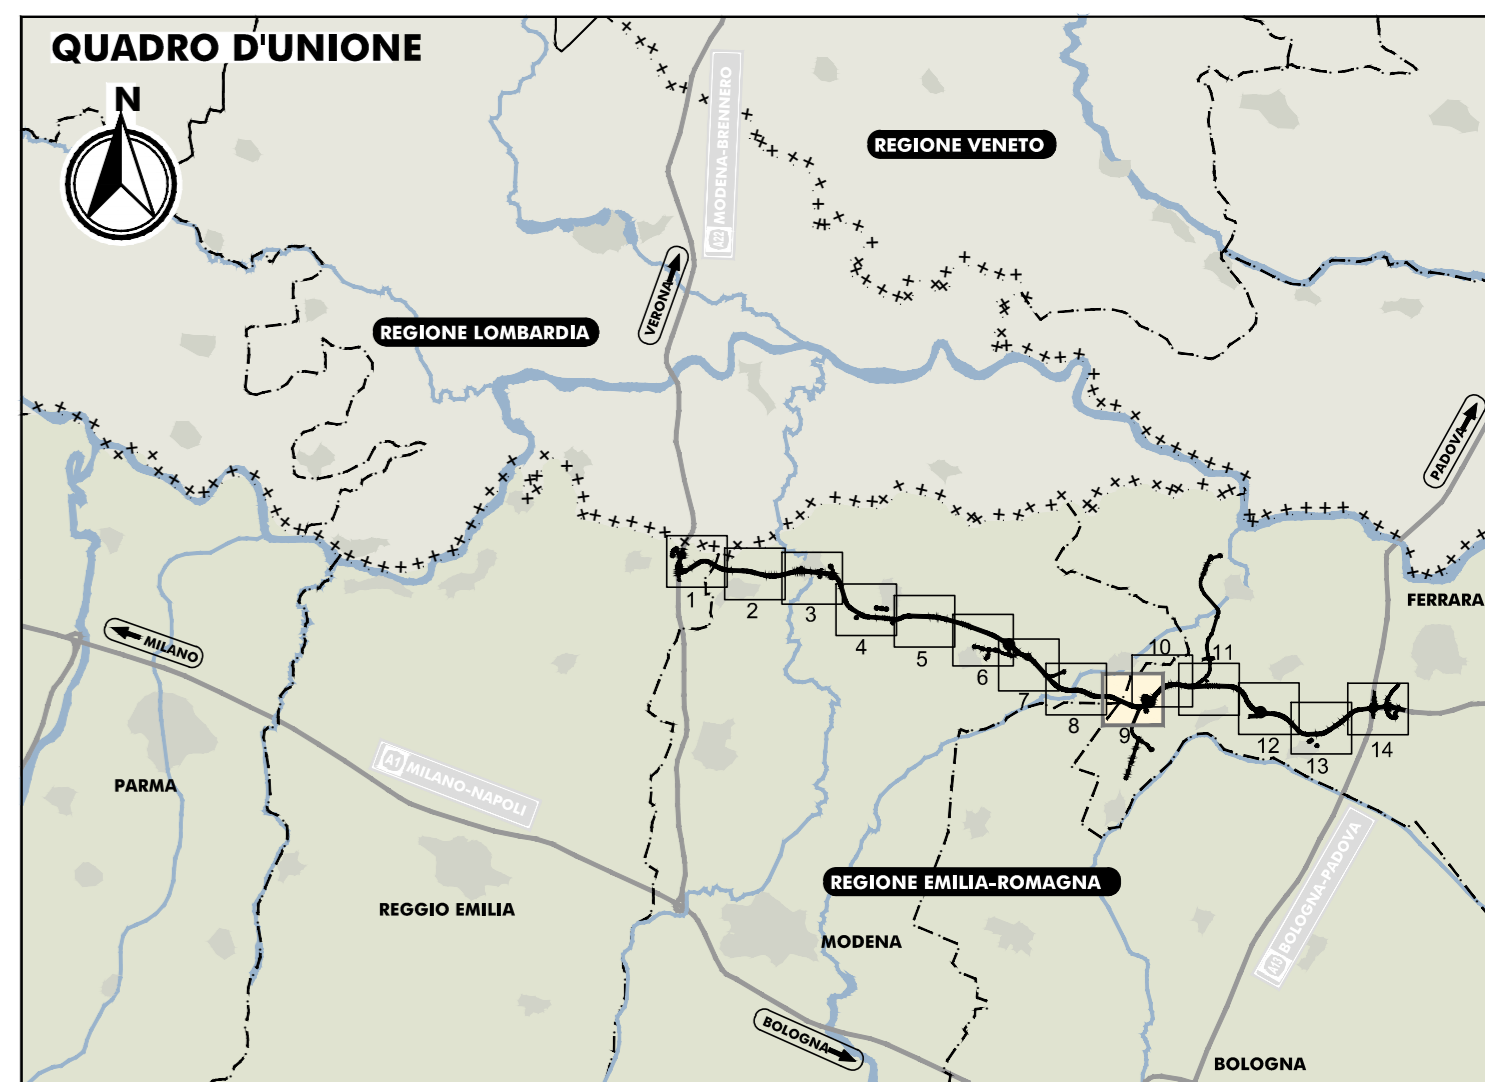 QUADRO D'UNIONE
N
A22 MODENA-BRENNERO
REGIONE VENETO
VERONA
REGIONE LOMBARDIA
PADOVA
FERRARA
MILANO
1
2
3
4
5
6
7
8
9
10
11
12
13
14
PARMA
A1 MILANO-NAPOLI
A13 BOLOGNA-PADOVA
REGIONE EMILIA-ROMAGNA
REGGIO EMILIA
MODENA
BOLOGNA
BOLOGNA